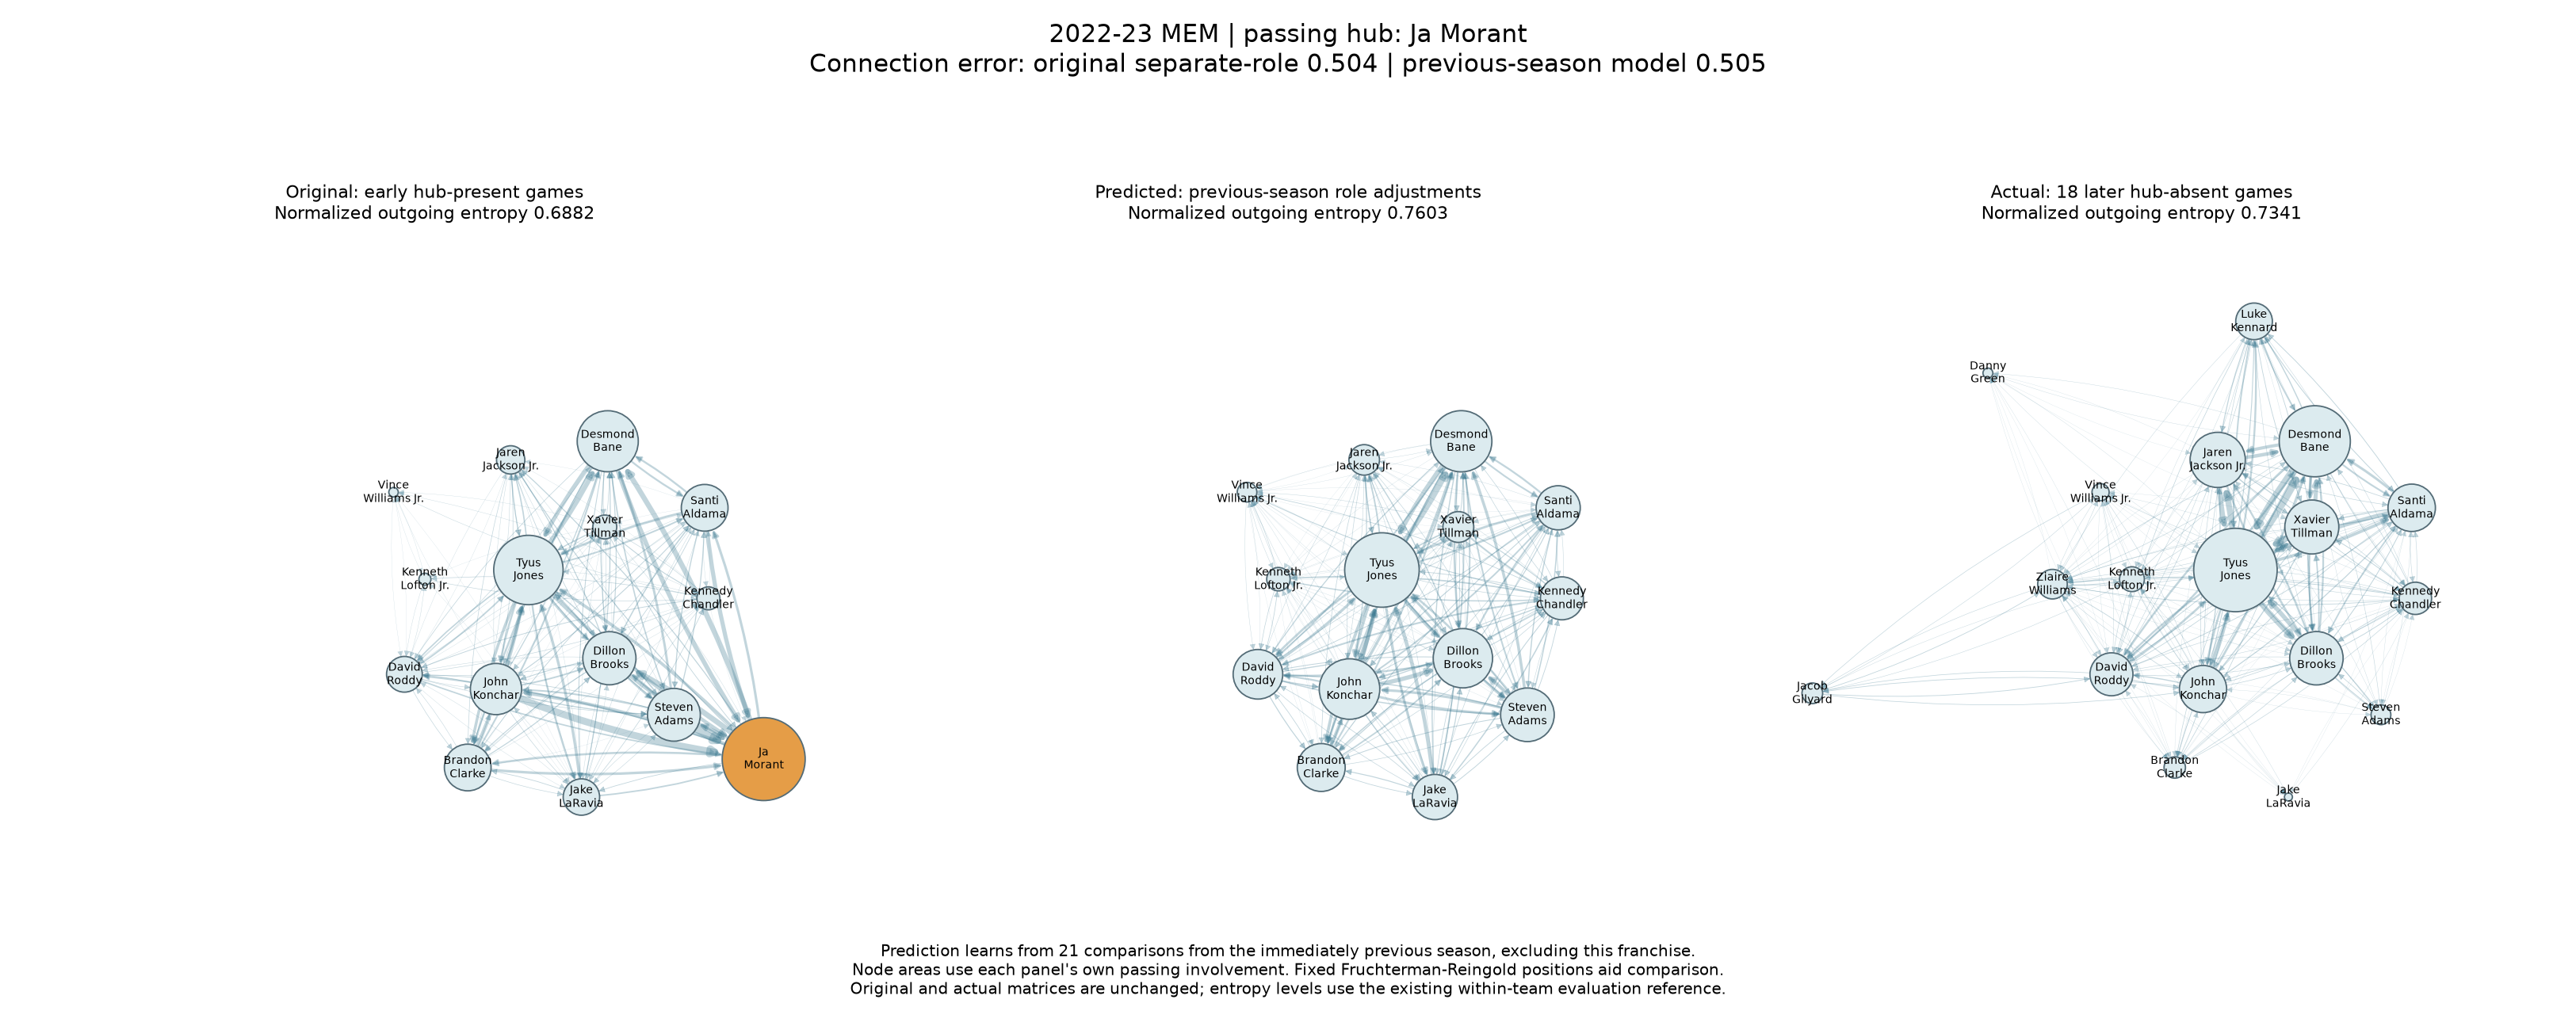 2022-23 MEM | passing hub: Ja Morant
Connection error: original separate-role 0.504 | previous-season model 0.505
Original: early hub-present games
Normalized outgoing entropy 0.6882
Desmond
Bane
Jaren
Jackson Jr.
Vince
Williams Jr.
Santi
Aldama
Xavier
Tillman
Tyus
Jones
Kenneth
Lofton Jr.
Kennedy
Chandler
Dillon
Brooks
David
Roddy
John
Konchar
Steven
Adams
Ja
Morant
Brandon
Clarke
Jake
LaRavia
Predicted: previous-season role adjustments
Normalized outgoing entropy 0.7603
Desmond
Bane
Jaren
Jackson Jr.
Vince
Williams Jr.
Santi
Aldama
Xavier
Tillman
Tyus
Jones
Kenneth
Lofton Jr.
Kennedy
Chandler
Dillon
Brooks
David
Roddy
John
Konchar
Steven
Adams
Brandon
Clarke
Jake
LaRavia
Actual: 18 later hub-absent games
Normalized outgoing entropy 0.7341
Luke
Kennard
Danny
Green
Desmond
Bane
Jaren
Jackson Jr.
Vince
Williams Jr.
Santi
Aldama
Xavier
Tillman
Tyus
Jones
Ziaire
Williams
Kenneth
Lofton Jr.
Kennedy
Chandler
Dillon
Brooks
David
Roddy
John
Konchar
Jacob
Gilyard
Steven
Adams
Brandon
Clarke
Jake
LaRavia
Prediction learns from 21 comparisons from the immediately previous season, excluding this franchise.
Node areas use each panel's own passing involvement. Fixed Fruchterman-Reingold positions aid comparison.
Original and actual matrices are unchanged; entropy levels use the existing within-team evaluation reference.